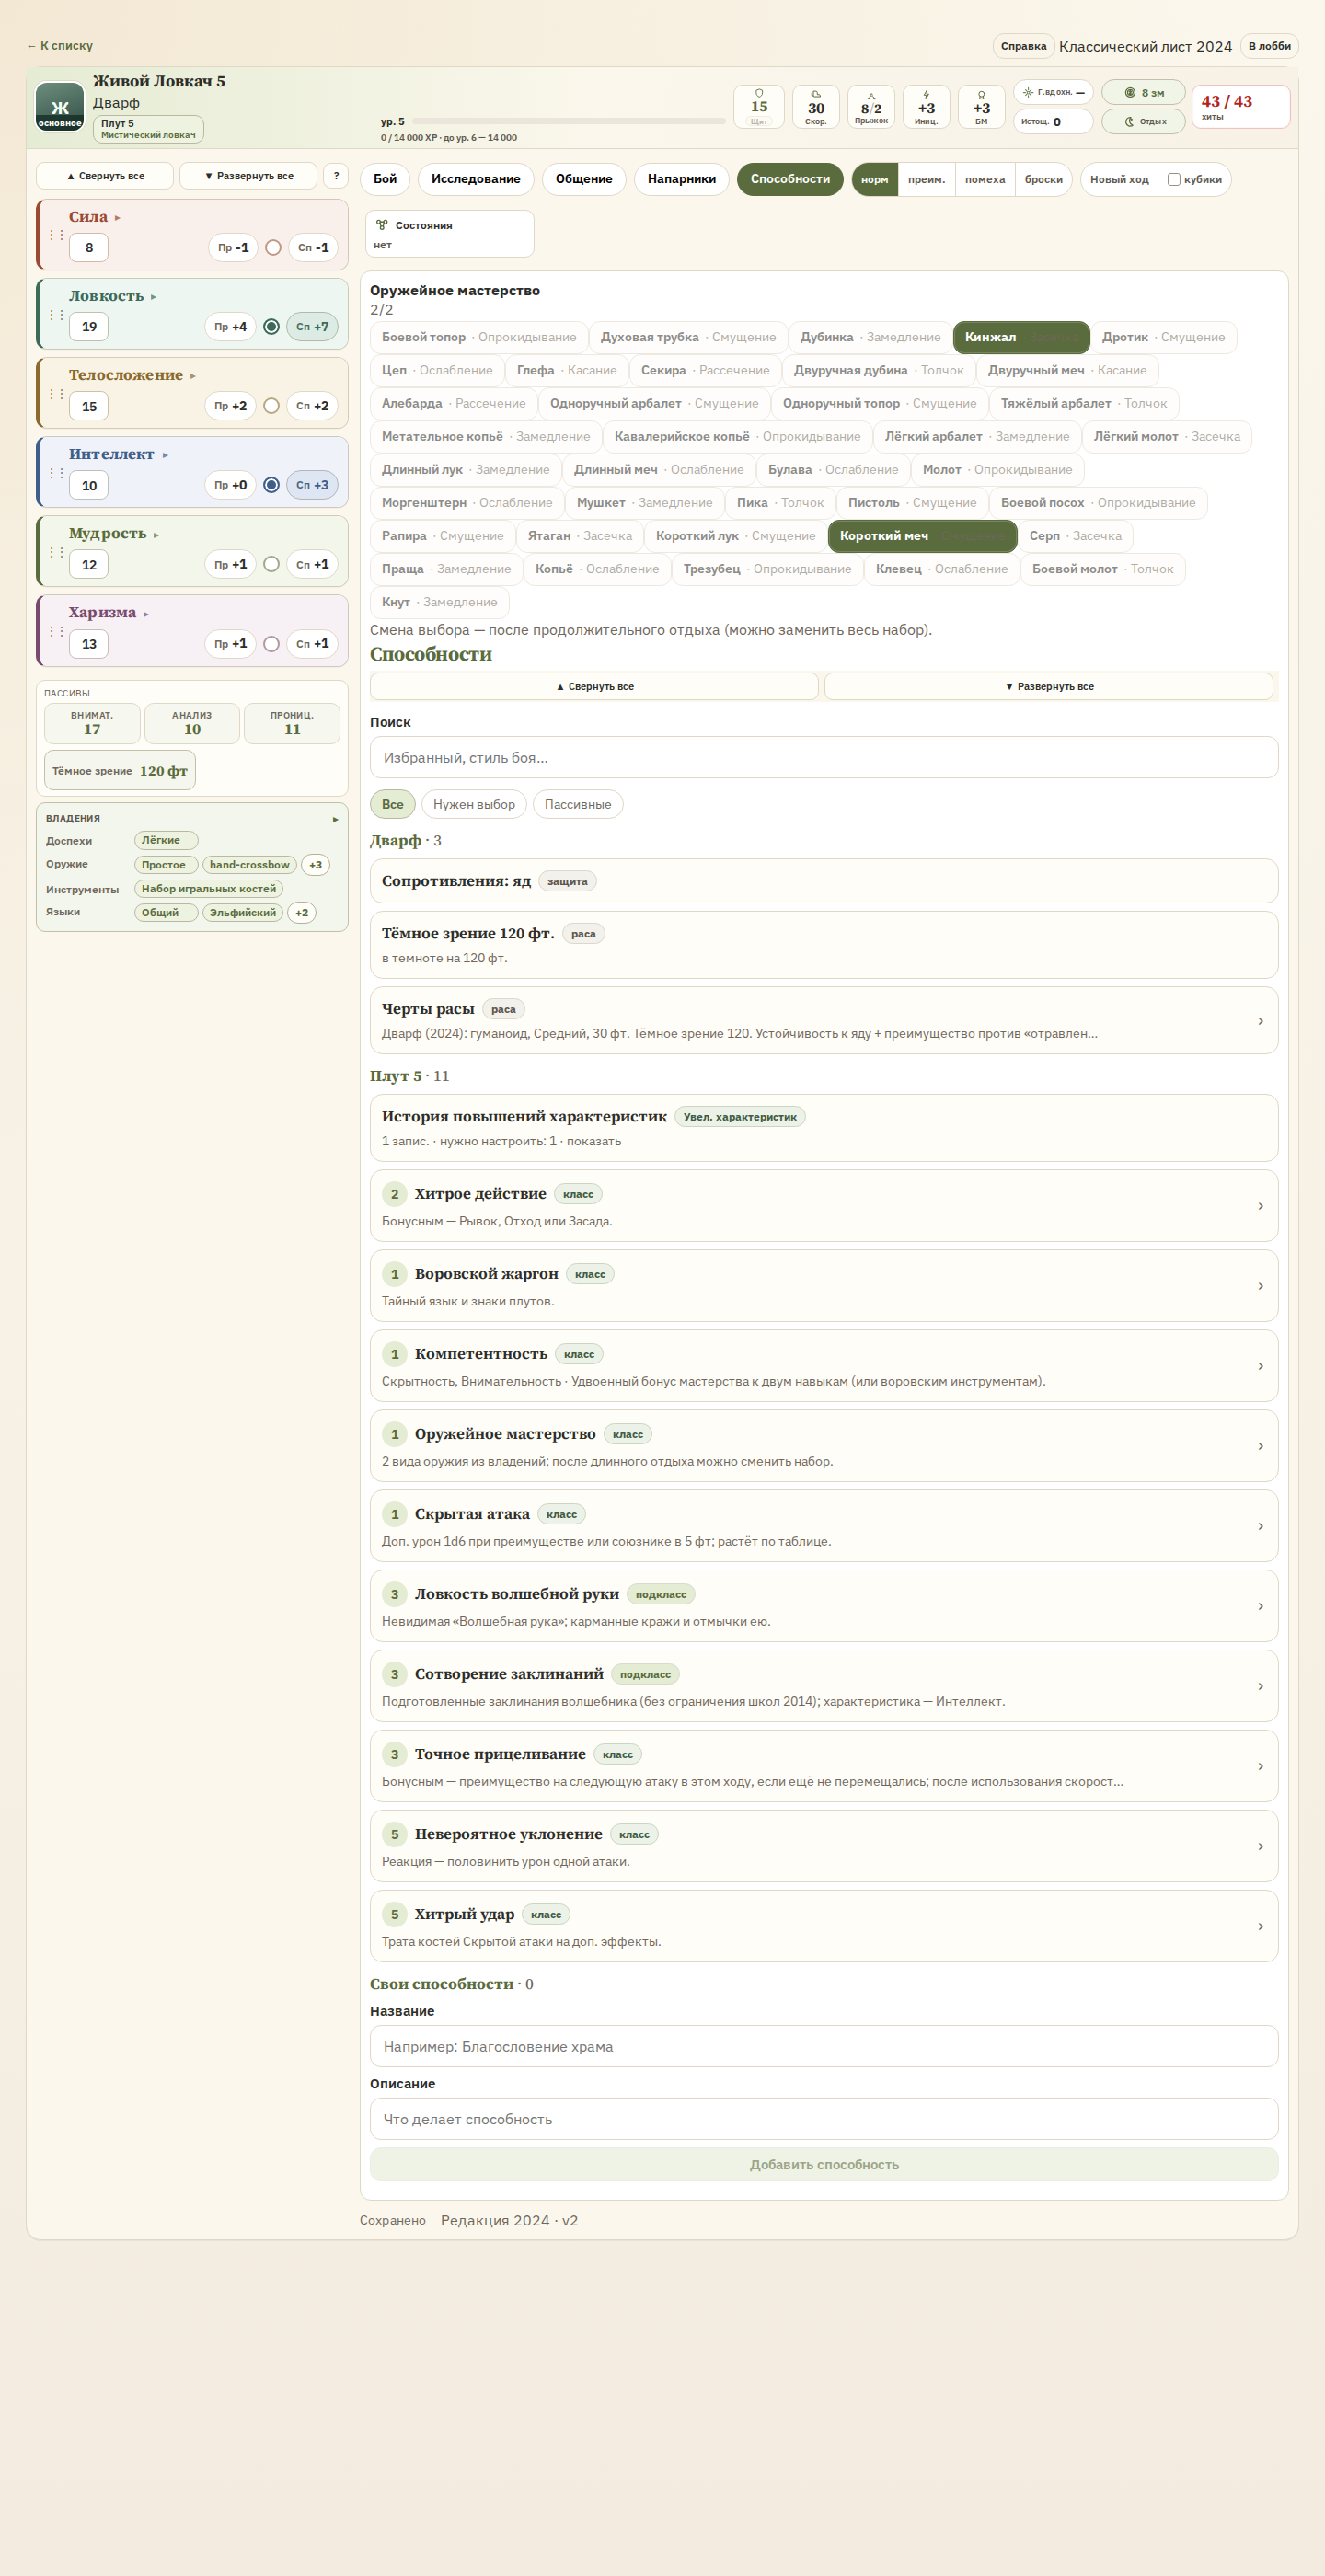 ← К списку
Справка Классический лист 2024 В лобби
Ж
основное
Живой Ловкач 5
Дварф
Плут 5
Мистический ловкач
ур. 5
0 / 14 000 XP · до ур. 6 — 14 000
15
Щит
30
Скор.
8/2
Прыжок
+3
Иниц.
+3
БМ
Г.вдохн. —
Истощ. 0
8 зм
Отдых
43 / 43
хиты
▲ Свернуть все ▼ Развернуть все ?
Сила ▸
8 Пр -1 Сп -1
Ловкость ▸
19 Пр +4 Сп +7
Телосложение ▸
15 Пр +2 Сп +2
Интеллект ▸
10 Пр +0 Сп +3
Мудрость ▸
12 Пр +1 Сп +1
Харизма ▸
13 Пр +1 Сп +1
ПАССИВЫ
ВНИМАТ. АНАЛИЗ ПРОНИЦ.
17 10 11
Тёмное зрение 120 фт
ВЛАДЕНИЯ ▸
Доспехи Лёгкие
Оружие Простое hand-crossbow +3
Инструменты Набор игральных костей
Языки Общий Эльфийский +2
Бой Исследование Общение Напарники Способности норм преим. помеха броски Новый ход кубики
Состояния
нет
Оружейное мастерство
2/2
Боевой топор · Опрокидывание Духовая трубка · Смущение Дубинка · Замедление Кинжал Дротик · Смущение
Цеп · Ослабление Глефа · Касание Секира · Рассечение Двуручная дубина · Толчок Двуручный меч · Касание
Алебарда · Рассечение Одноручный арбалет · Смущение Одноручный топор · Смущение Тяжёлый арбалет · Толчок
Метательное копьё · Замедление Кавалерийское копьё · Опрокидывание Лёгкий арбалет · Замедление Лёгкий молот · Засечка
Длинный лук · Замедление Длинный меч · Ослабление Булава · Ослабление Молот · Опрокидывание
Моргенштерн · Ослабление Мушкет · Замедление Пика · Толчок Пистоль · Смущение Боевой посох · Опрокидывание
Рапира · Смущение Ятаган · Засечка Короткий лук · Смущение Короткий меч Серп · Засечка
Праща · Замедление Копьё · Ослабление Трезубец · Опрокидывание Клевец · Ослабление Боевой молот · Толчок
Кнут · Замедление
Смена выбора — после продолжительного отдыха (можно заменить весь набор).
Способности
▲ Свернуть все ▼ Развернуть все
Поиск
Избранный, стиль боя…
Все Нужен выбор Пассивные
Дварф · 3
Сопротивления: яд защита
Тёмное зрение 120 фт. раса
в темноте на 120 фт.
Черты расы раса
Дварф (2024): гуманоид, Средний, 30 фт. Тёмное зрение 120. Устойчивость к яду + преимущество против «отравлен… ›
Плут 5 · 11
История повышений характеристик Увел. характеристик
1 запис. · нужно настроить: 1 · показать
2 Хитрое действие класс
Бонусным — Рывок, Отход или Засада. ›
1 Воровской жаргон класс
Тайный язык и знаки плутов. ›
1 Компетентность класс
Скрытность, Внимательность · Удвоенный бонус мастерства к двум навыкам (или воровским инструментам). ›
1 Оружейное мастерство класс
2 вида оружия из владений; после длинного отдыха можно сменить набор. ›
1 Скрытая атака класс
Доп. урон 1d6 при преимуществе или союзнике в 5 фт; растёт по таблице. ›
3 Ловкость волшебной руки подкласс
Невидимая «Волшебная рука»; карманные кражи и отмычки ею. ›
3 Сотворение заклинаний подкласс
Подготовленные заклинания волшебника (без ограничения школ 2014); характеристика — Интеллект. ›
3 Точное прицеливание класс
Бонусным — преимущество на следующую атаку в этом ходу, если ещё не перемещались; после использования скорост… ›
5 Невероятное уклонение класс
Реакция — половинить урон одной атаки. ›
5 Хитрый удар класс
Трата костей Скрытой атаки на доп. эффекты. ›
Свои способности · 0
Название
Например: Благословение храма
Описание
Что делает способность
Добавить способность
Сохранено Редакция 2024 · v2